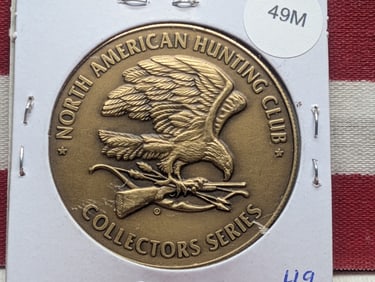 49M
NORTH AMERICAN HUNTING CLUB
COLLECTORS SERIES
49